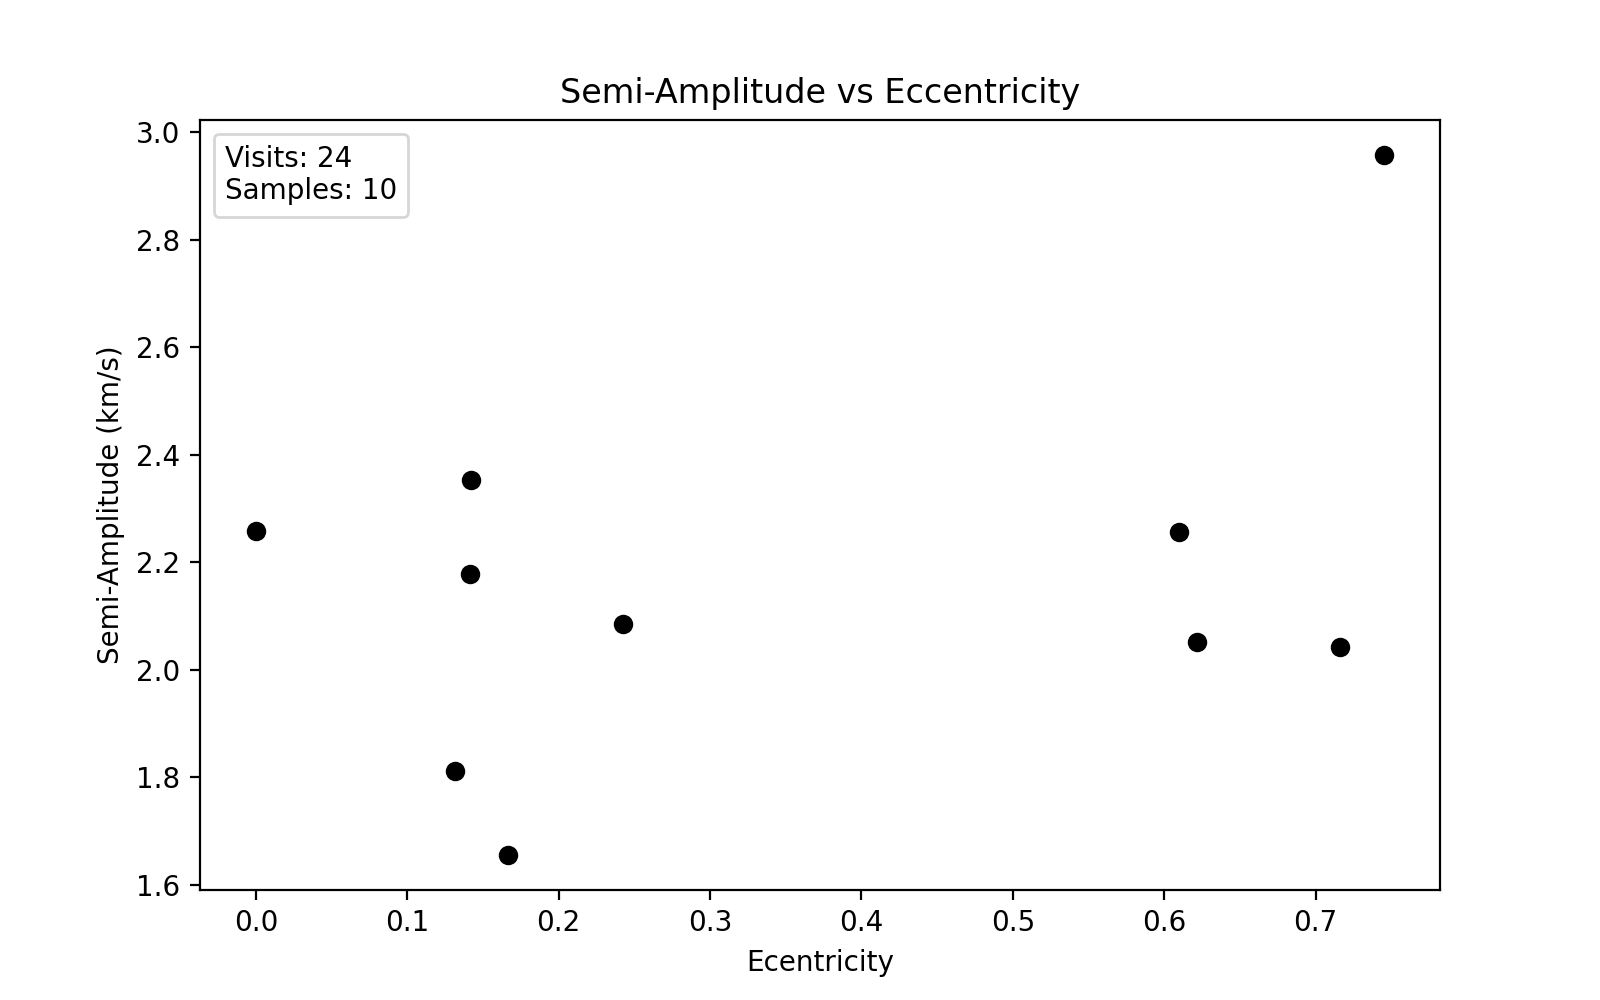 Semi-Amplitude vs Eccentricity
Visits: 24
Samples: 10
Semi-Amplitude (km/s)
3.0
2.8
2.6
2.4
2.2
2.0
1.8
1.6
0.0 0.1 0.2 0.3 0.4 0.5 0.6 0.7
Ecentricity